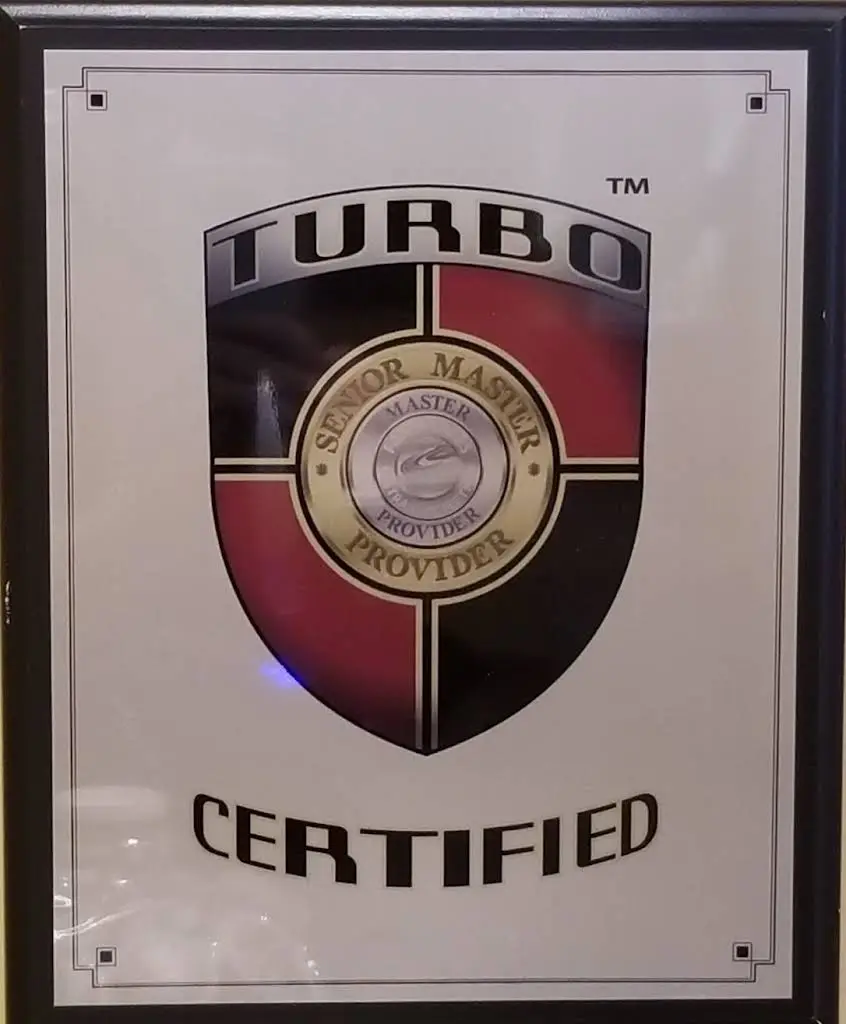 TM
TURBO
SENIOR MASTER
MASTER
PROVIDER
PROVIDER
CERTIFIED